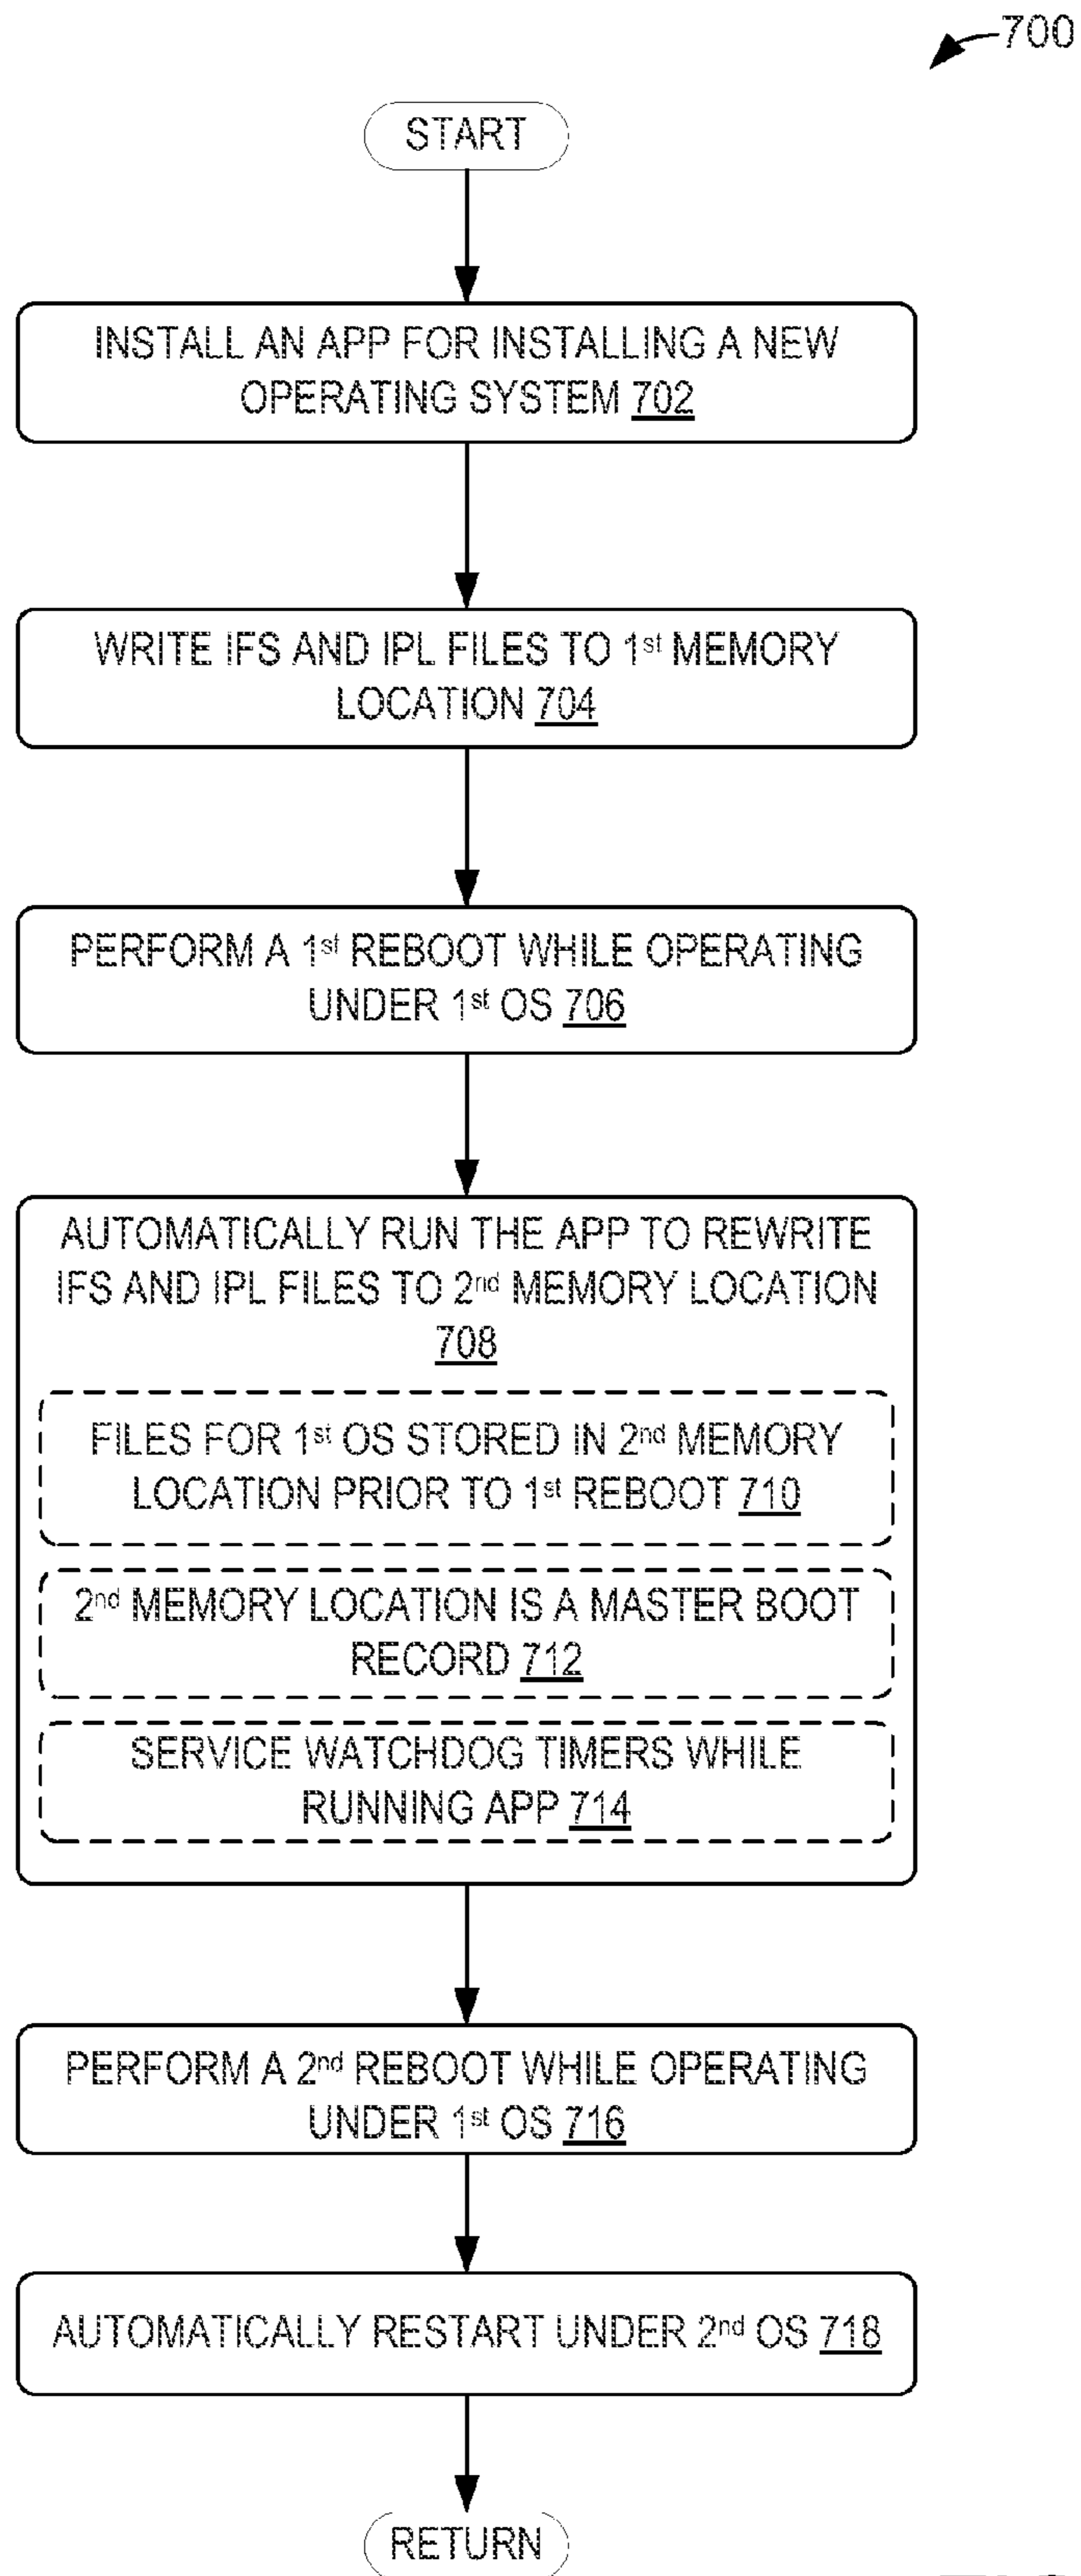 700
START
INSTALL AN APP FOR INSTALLING A NEW
OPERATING SYSTEM 702
WRITE IFS AND IPL FILES TO 1st MEMORY
LOCATION 704
PERFORM A 1st REBOOT WHILE OPERATING
UNDER 1st OS 706
AUTOMATICALLY RUN THE APP TO REWRITE
IFS AND IPL FILES TO 2nd MEMORY LOCATION
708
FILES FOR 1st OS STORED IN 2nd MEMORY
LOCATION PRIOR TO 1st REBOOT 710
2nd MEMORY LOCATION IS A MASTER BOOT
RECORD 712
SERVICE WATCHDOG TIMERS WHILE
RUNNING APP 714
PERFORM A 2nd REBOOT WHILE OPERATING
UNDER 1st OS 716
AUTOMATICALLY RESTART UNDER 2nd OS 718
RETURN